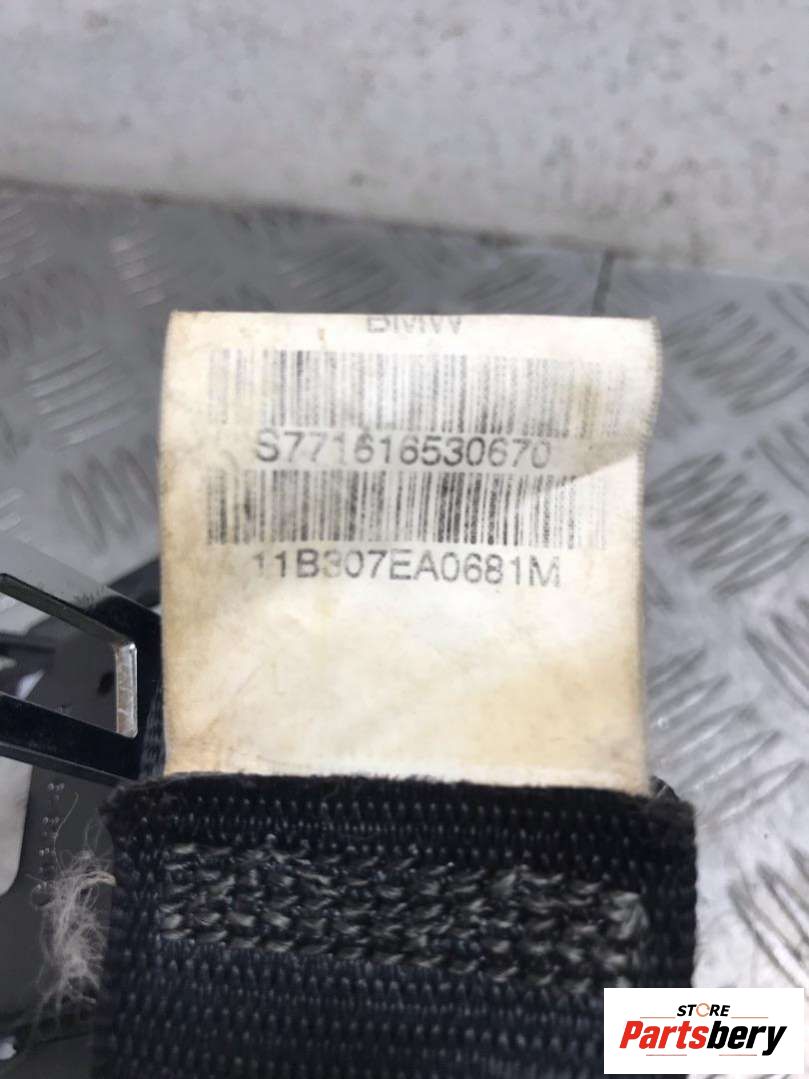 BMW
S771616530670
11B307EA0681M
STORE
Partsbery